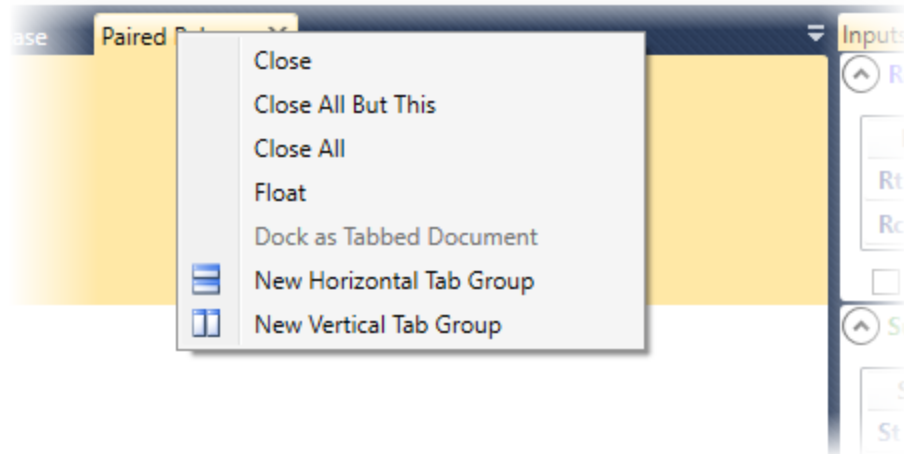 ase
Paired
Inputs
Close
Close All But This
Close All
Float
Dock as Tabbed Document
New Horizontal Tab Group
New Vertical Tab Group
R
Rt
Rc
S
St